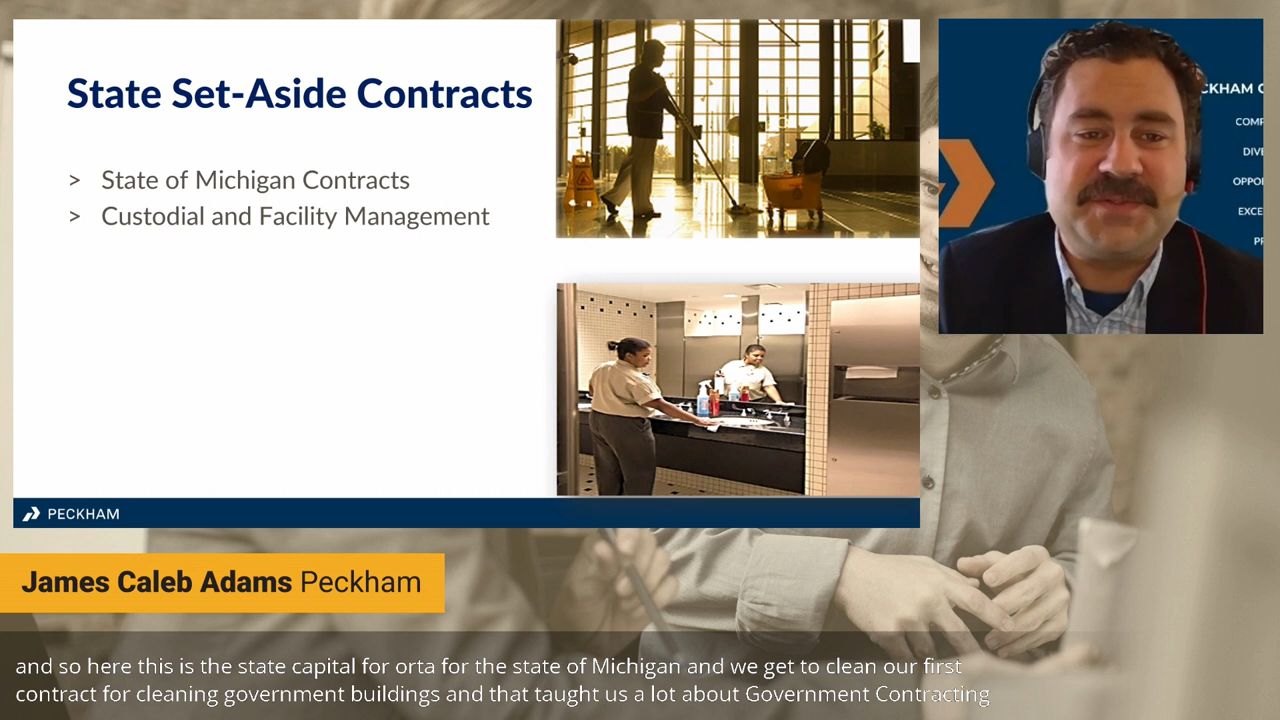 State Set-Aside Contracts
> State of Michigan Contracts
> Custodial and Facility Management
PECKHAM
James Caleb Adams Peckham
and so here this is the state capital for orta for the state of Michigan and we get to clean our first
contract for cleaning government buildings and that taught us a lot about Government Contracting